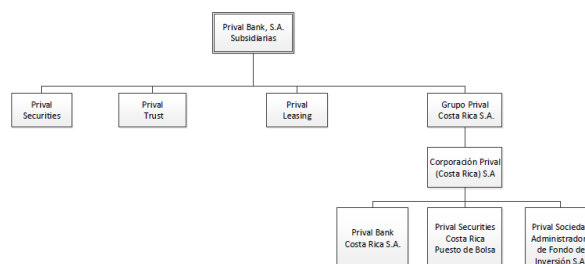 Prival Bank, S.A.
Subsidiarias
Prival
Securities
Prival
Trust
Prival
Leasing
Grupo Prival
Costa Rica S.A.
Corporación Prival
(Costa Rica) S.A
Prival Bank
Costa Rica S.A.
Prival Securities
Costa Rica
Puesto de Bolsa
Prival Socieda
Administrador
de Fondo de
Inversión S.A